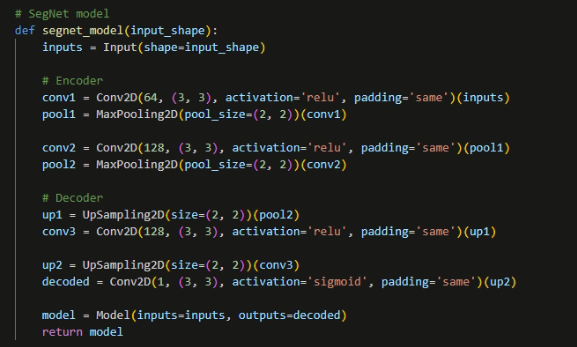 # SegNet model
def segnet_model(input_shape):
    inputs = Input(shape=input_shape)

    # Encoder
    conv1 = Conv2D(64, (3, 3), activation='relu', padding='same')(inputs)
    pool1 = MaxPooling2D(pool_size=(2, 2))(conv1)

    conv2 = Conv2D(128, (3, 3), activation='relu', padding='same')(pool1)
    pool2 = MaxPooling2D(pool_size=(2, 2))(conv2)

    # Decoder
    up1 = UpSampling2D(size=(2, 2))(pool2)
    conv3 = Conv2D(128, (3, 3), activation='relu', padding='same')(up1)

    up2 = UpSampling2D(size=(2, 2))(conv3)
    decoded = Conv2D(1, (3, 3), activation='sigmoid', padding='same')(up2)

    model = Model(inputs=inputs, outputs=decoded)
    return model